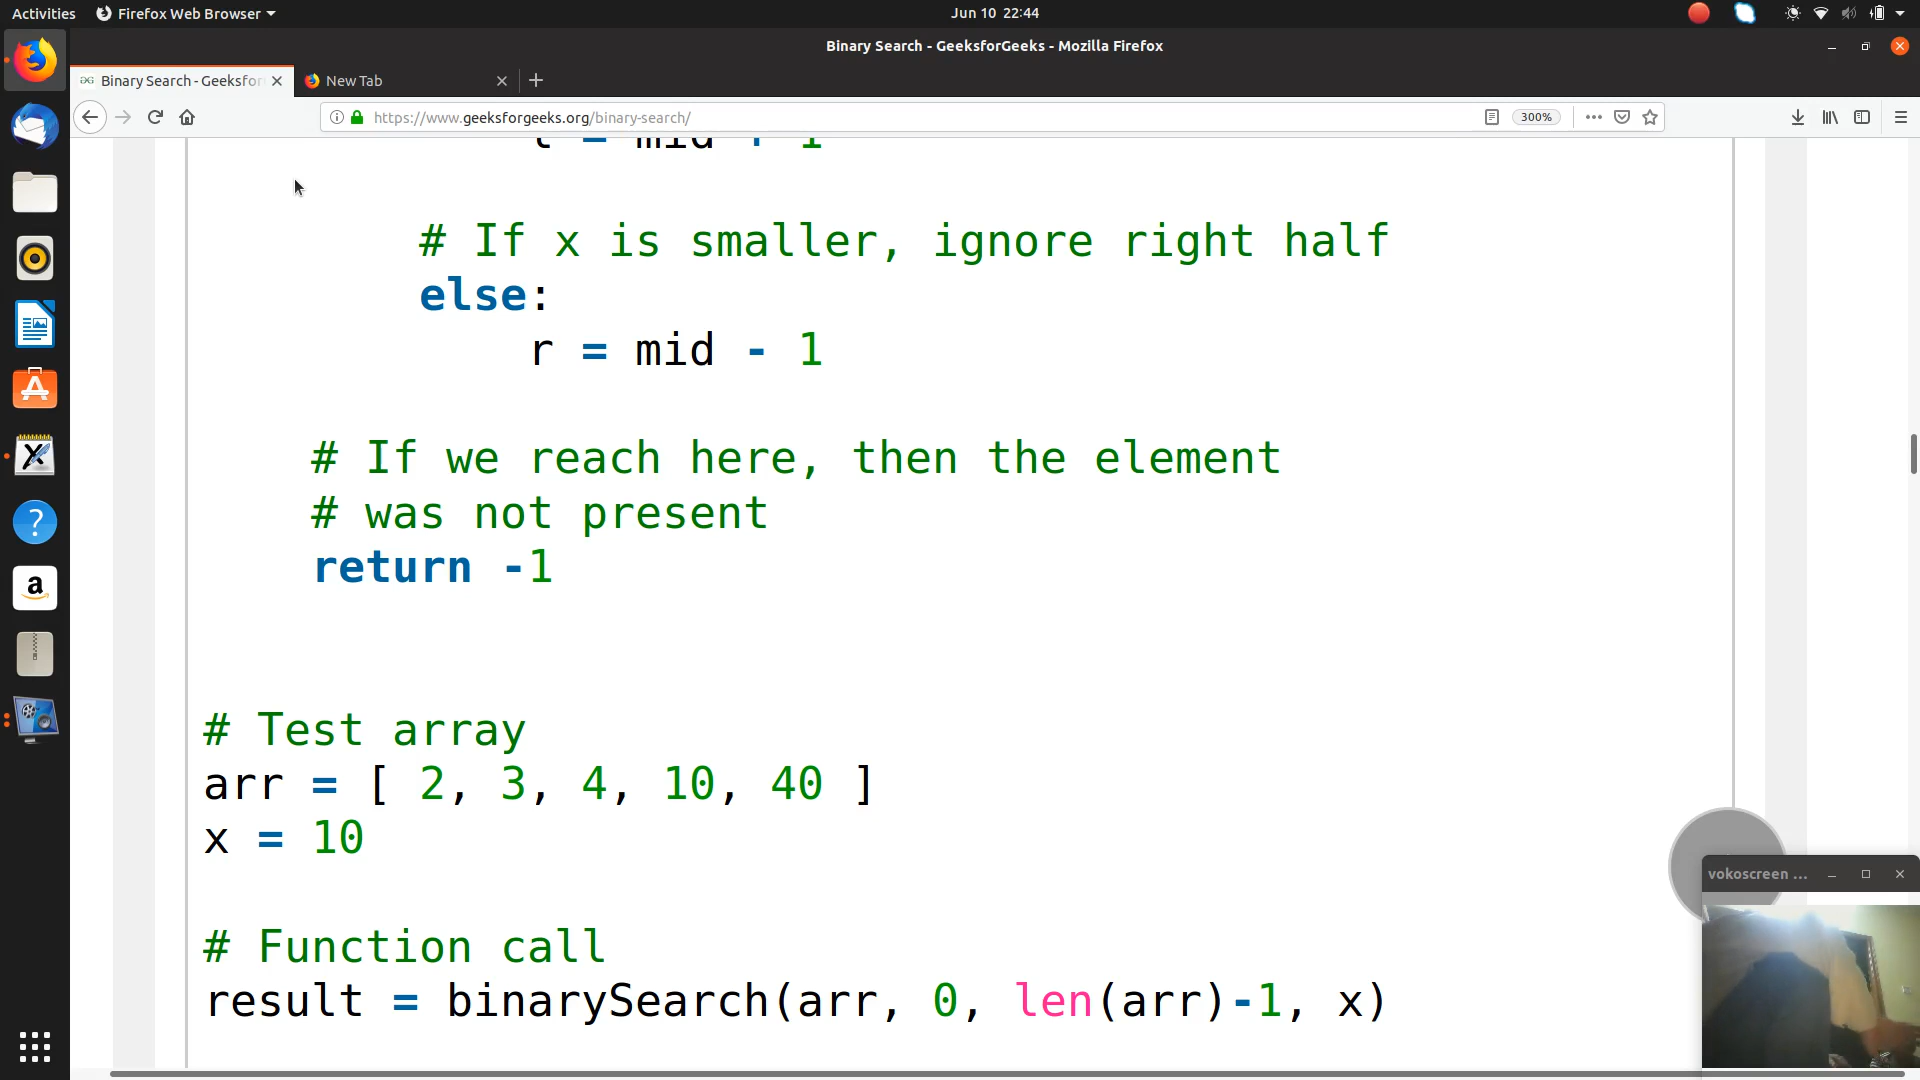 Activities Firefox Web Browser Jun 10 22:44
Binary Search - GeeksforGeeks - Mozilla Firefox
Binary Search - Geeksfor New Tab
https://www.geeksforgeeks.org/binary-search/ 300%
l = mid + 1
# If x is smaller, ignore right half
else:
r = mid - 1
# If we reach here, then the element
# was not present
return -1
# Test array
arr = [ 2, 3, 4, 10, 40 ]
x = 10
vokoscreen ...
# Function call
result = binarySearch(arr, 0, len(arr)-1, x)